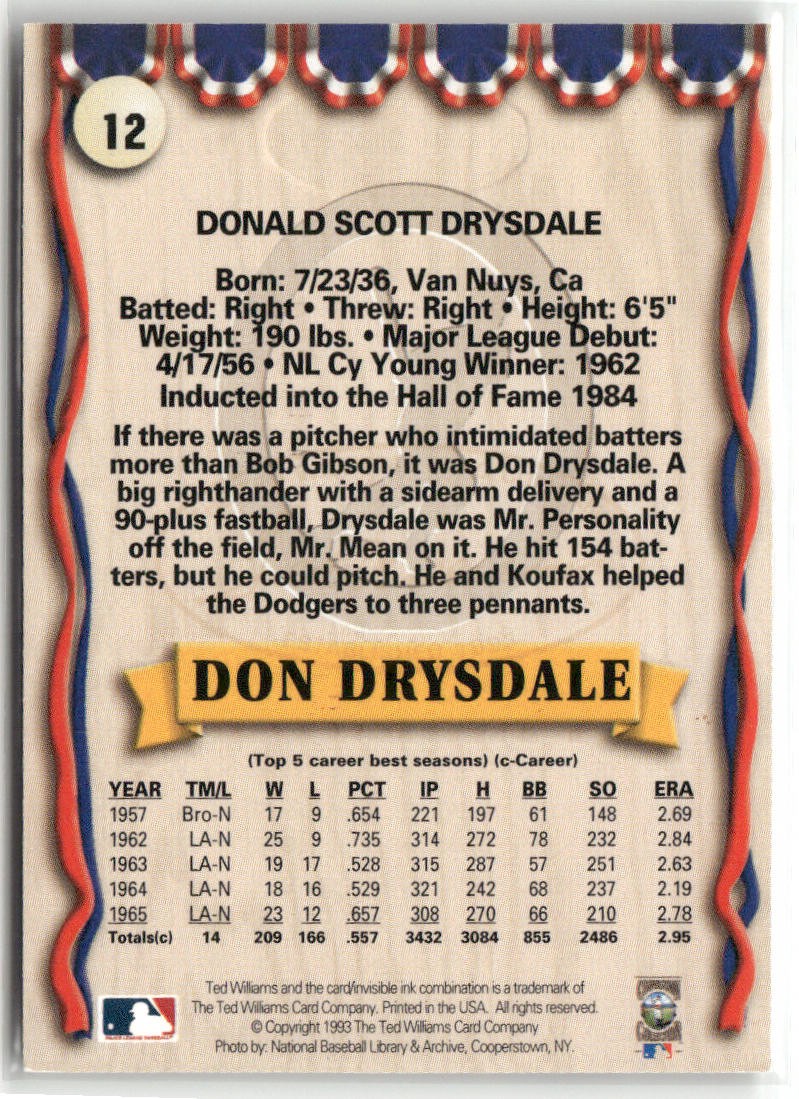 12
DONALD SCOTT DRYSDALE
Born: 7/23/36, Van Nuys, Ca
Batted: Right • Threw: Right • Height: 6'5"
Weight: 190 lbs. • Major League Debut:
4/17/56 • NL Cy Young Winner: 1962
Inducted into the Hall of Fame 1984
If there was a pitcher who intimidated batters
more than Bob Gibson, it was Don Drysdale. A
big righthander with a sidearm delivery and a
90-plus fastball, Drysdale was Mr. Personality
off the field, Mr. Mean on it. He hit 154 bat-
ters, but he could pitch. He and Koufax helped
the Dodgers to three pennants.
DON DRYSDALE
(Top 5 career best seasons) (c-Career)
YEAR TM/L W L PCT IP H BB SO ERA
1957 Bro-N 17 9 .654 221 197 61 148 2.69
1962 LA-N 25 9 .735 314 272 78 232 2.84
1963 LA-N 19 17 .528 315 287 57 251 2.63
1964 LA-N 18 16 .529 321 242 68 237 2.19
1965 LA-N 23 12 .657 308 270 66 210 2.78
Totals(c) 14 209 166 .557 3432 3084 855 2486 2.95
Ted Williams and the card/invisible ink combination is a trademark of
The Ted Williams Card Company. Printed in the USA. All rights reserved.
© Copyright 1993 The Ted Williams Card Company
Photo by: National Baseball Library & Archive, Cooperstown, NY.
MAJOR LEAGUE BASEBALL
COOPERSTOWN
COLLECTION